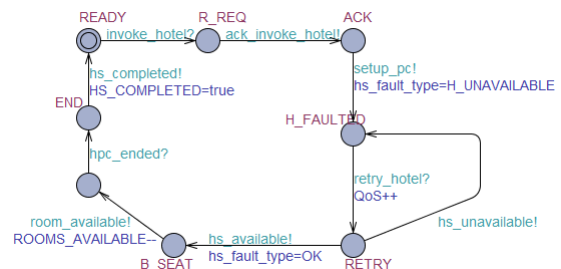 READY
R_REQ
ACK
invoke_hotel?
ack_invoke_hotel!
hs_completed!
HS_COMPLETED=true
setup_pc!
hs_fault_type=H_UNAVAILABLE
END
H_FAULTED
hpc_ended?
retry_hotel?
QoS++
room_available!
ROOMS_AVAILABLE--
hs_available!
hs_fault_type=OK
hs_unavailable!
B_SEAT
RETRY